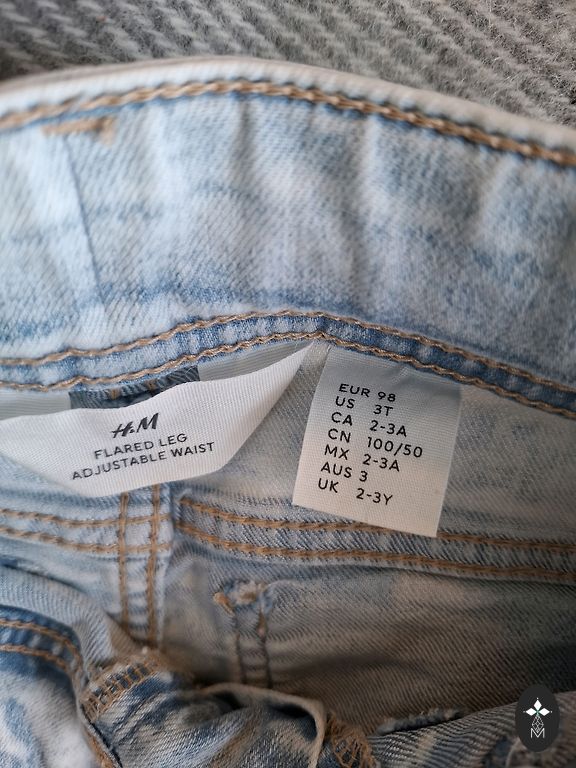 H&M
FLARED LEG
ADJUSTABLE WAIST
EUR 98
US 3T
CA 2-3A
CN 100/50
MX 2-3A
AUS 3
UK 2-3Y
M